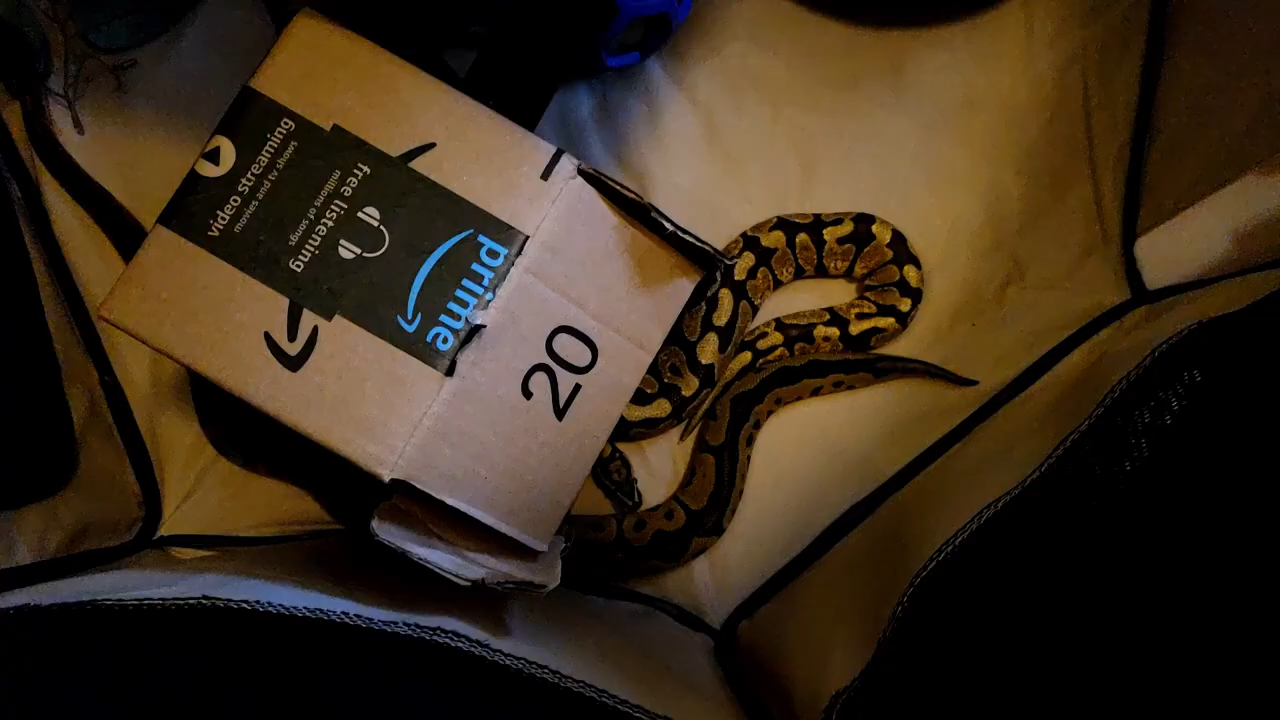 video streaming
movies and tv shows
free listening
millions of songs
prime
20